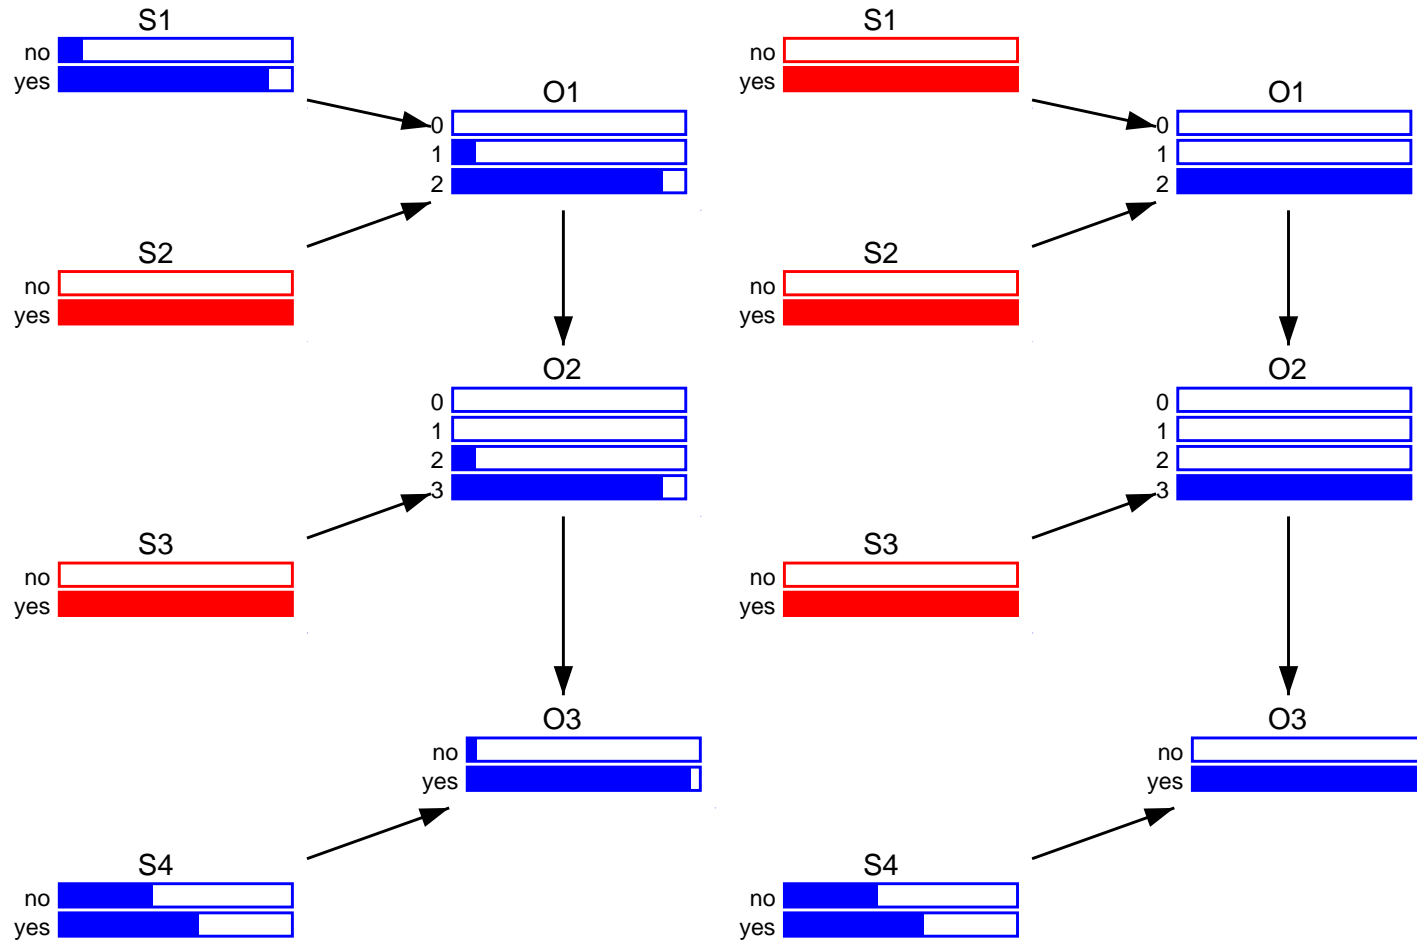 S1
no
yes
O1
0
1
2
S2
no
yes
O2
0
1
2
3
S3
no
yes
O3
no
yes
S4
no
yes
S1
no
yes
O1
0
1
2
S2
no
yes
O2
0
1
2
3
S3
no
yes
O3
no
yes
S4
no
yes